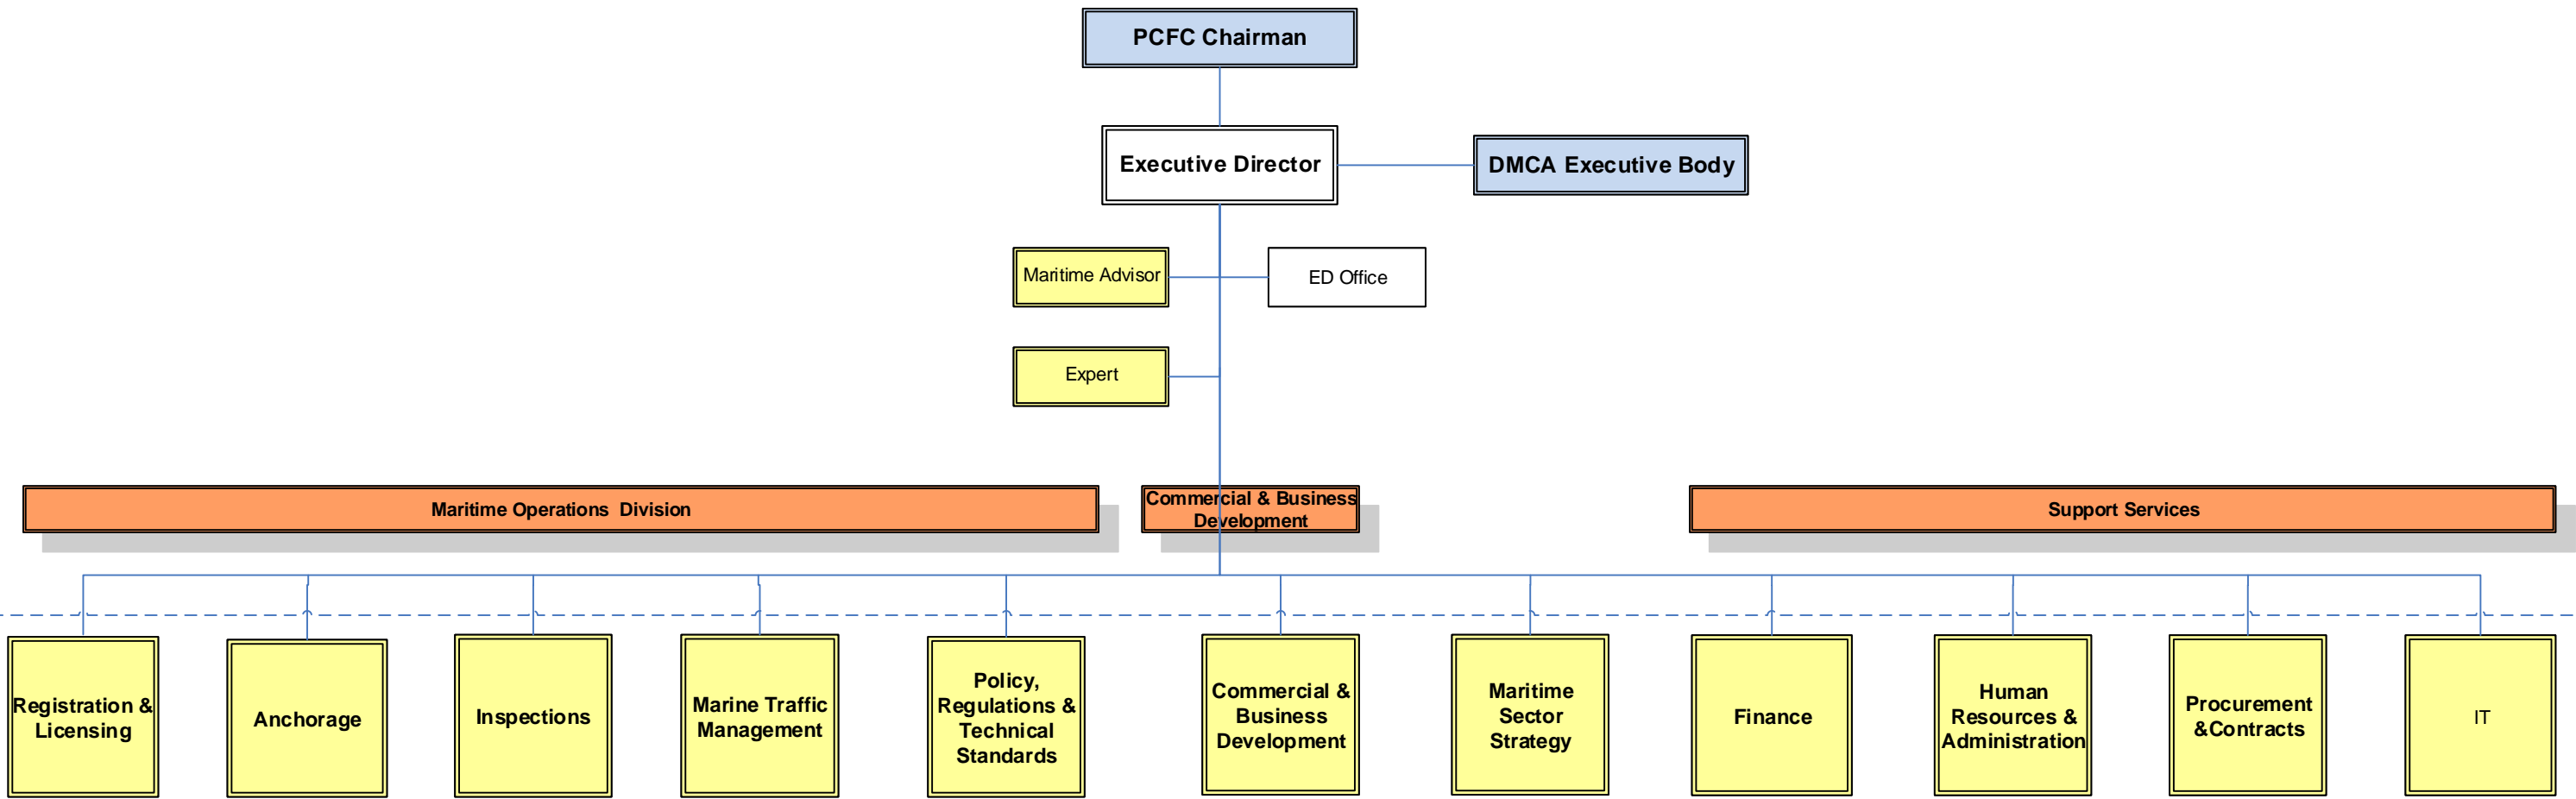 PCFC Chairman
Executive Director
DMCA Executive Body
Maritime Advisor
ED Office
Expert
Maritime Operations Division
Commercial & Business
Development
Support Services
Registration &
Licensing
Anchorage
Inspections
Marine Traffic
Management
Policy,
Regulations &
Technical
Standards
Commercial &
Business
Development
Maritime
Sector
Strategy
Finance
Human
Resources &
Administration
Procurement
&Contracts
IT